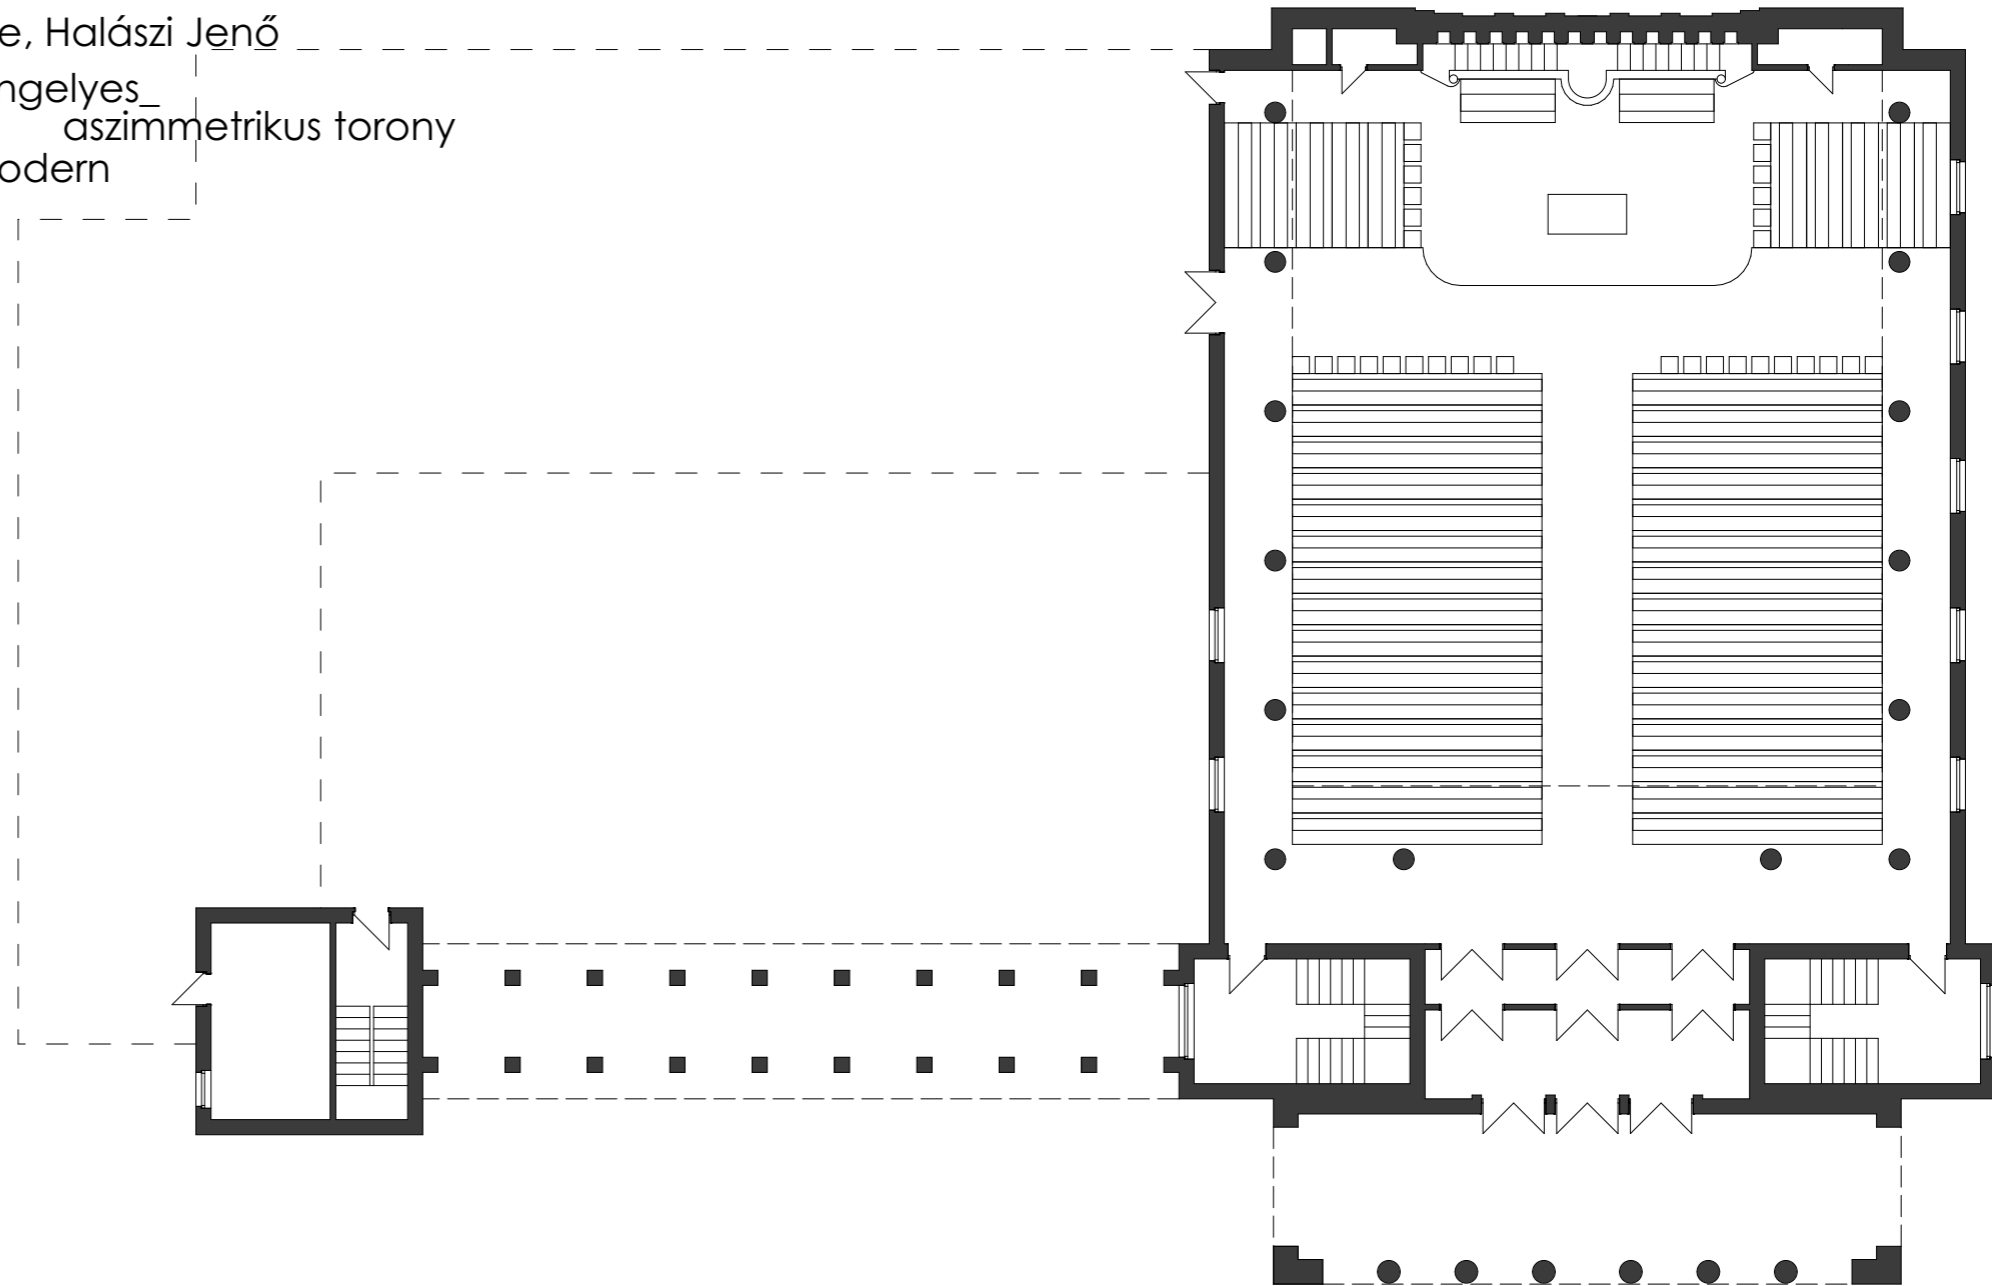 e, Halászi Jenő
ngelyes_
aszimmetrikus torony
odern